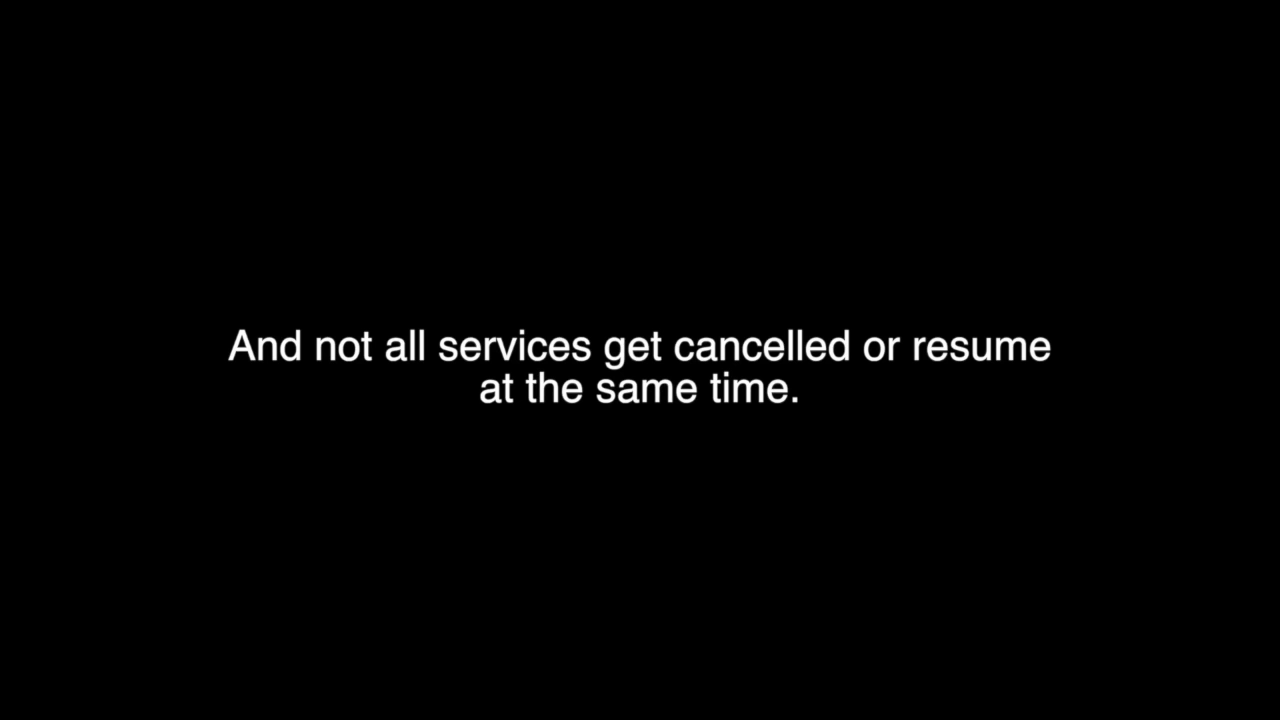 And not all services get cancelled or resume
at the same time.